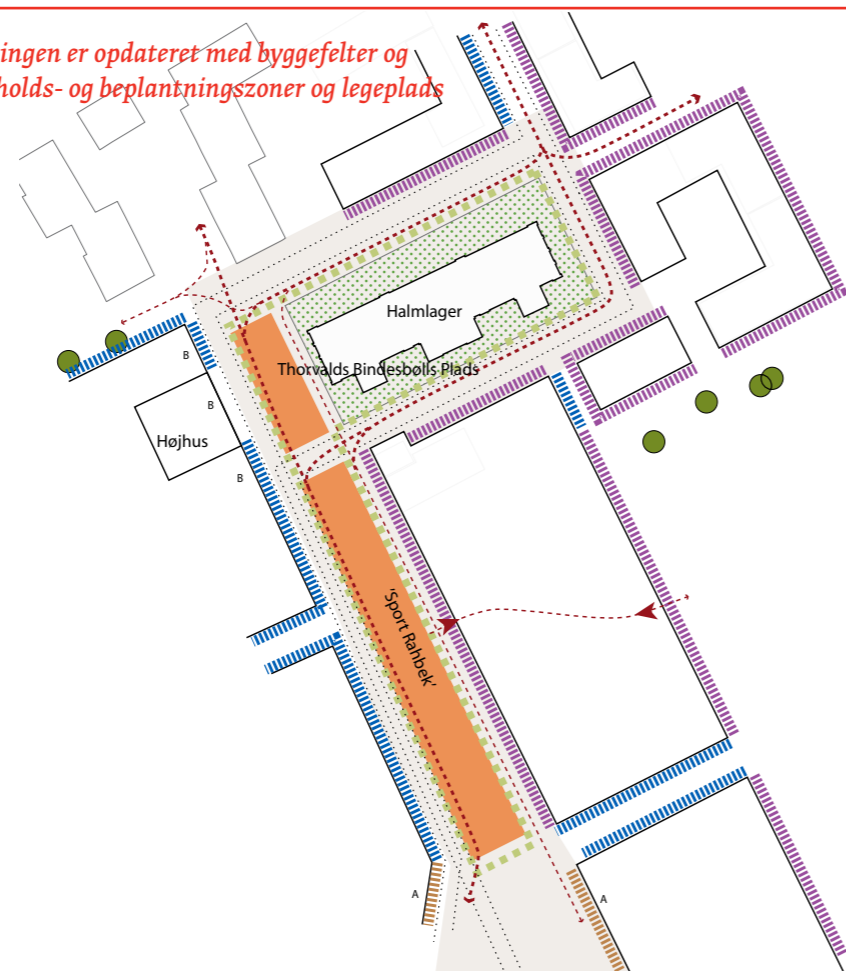 ingen er opdateret med byggefelter og
holds- og beplantningszoner og legeplads
Halmlager
B
Thorvalds Bindesbølls Plads
B
Højhus
B
'Sport Rahbek'
A
A